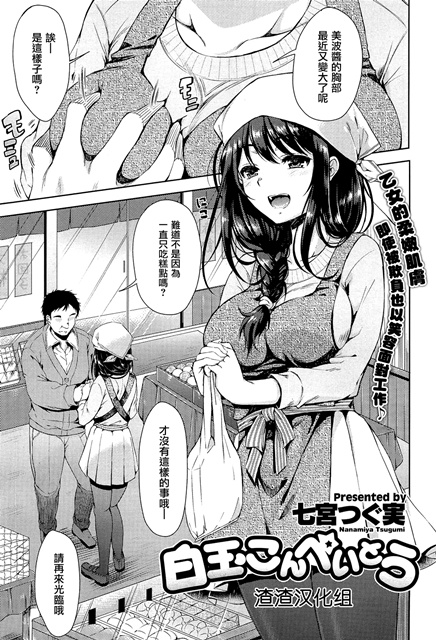 美波醬的胸部
最近又變大了呢
誒—
是這樣子嗎？
モミ
モミュ
にこ
乙女的柔嫩肌膚
即使被欺負也以笑容面對工作♪
難道不是因為
一直只吃糕點嗎？
才沒有這樣的事哦—
請再來光臨哦
Presented by
七宮つぐ実
Nanamiya Tsugumi
白玉こんぺいとう
渣渣汉化组